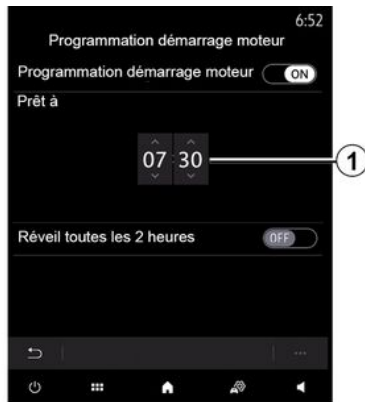 6:52
Programmation démarrage moteur
Programmation démarrage moteur ON
Prêt à
07 30
1
Réveil toutes les 2 heures OFF